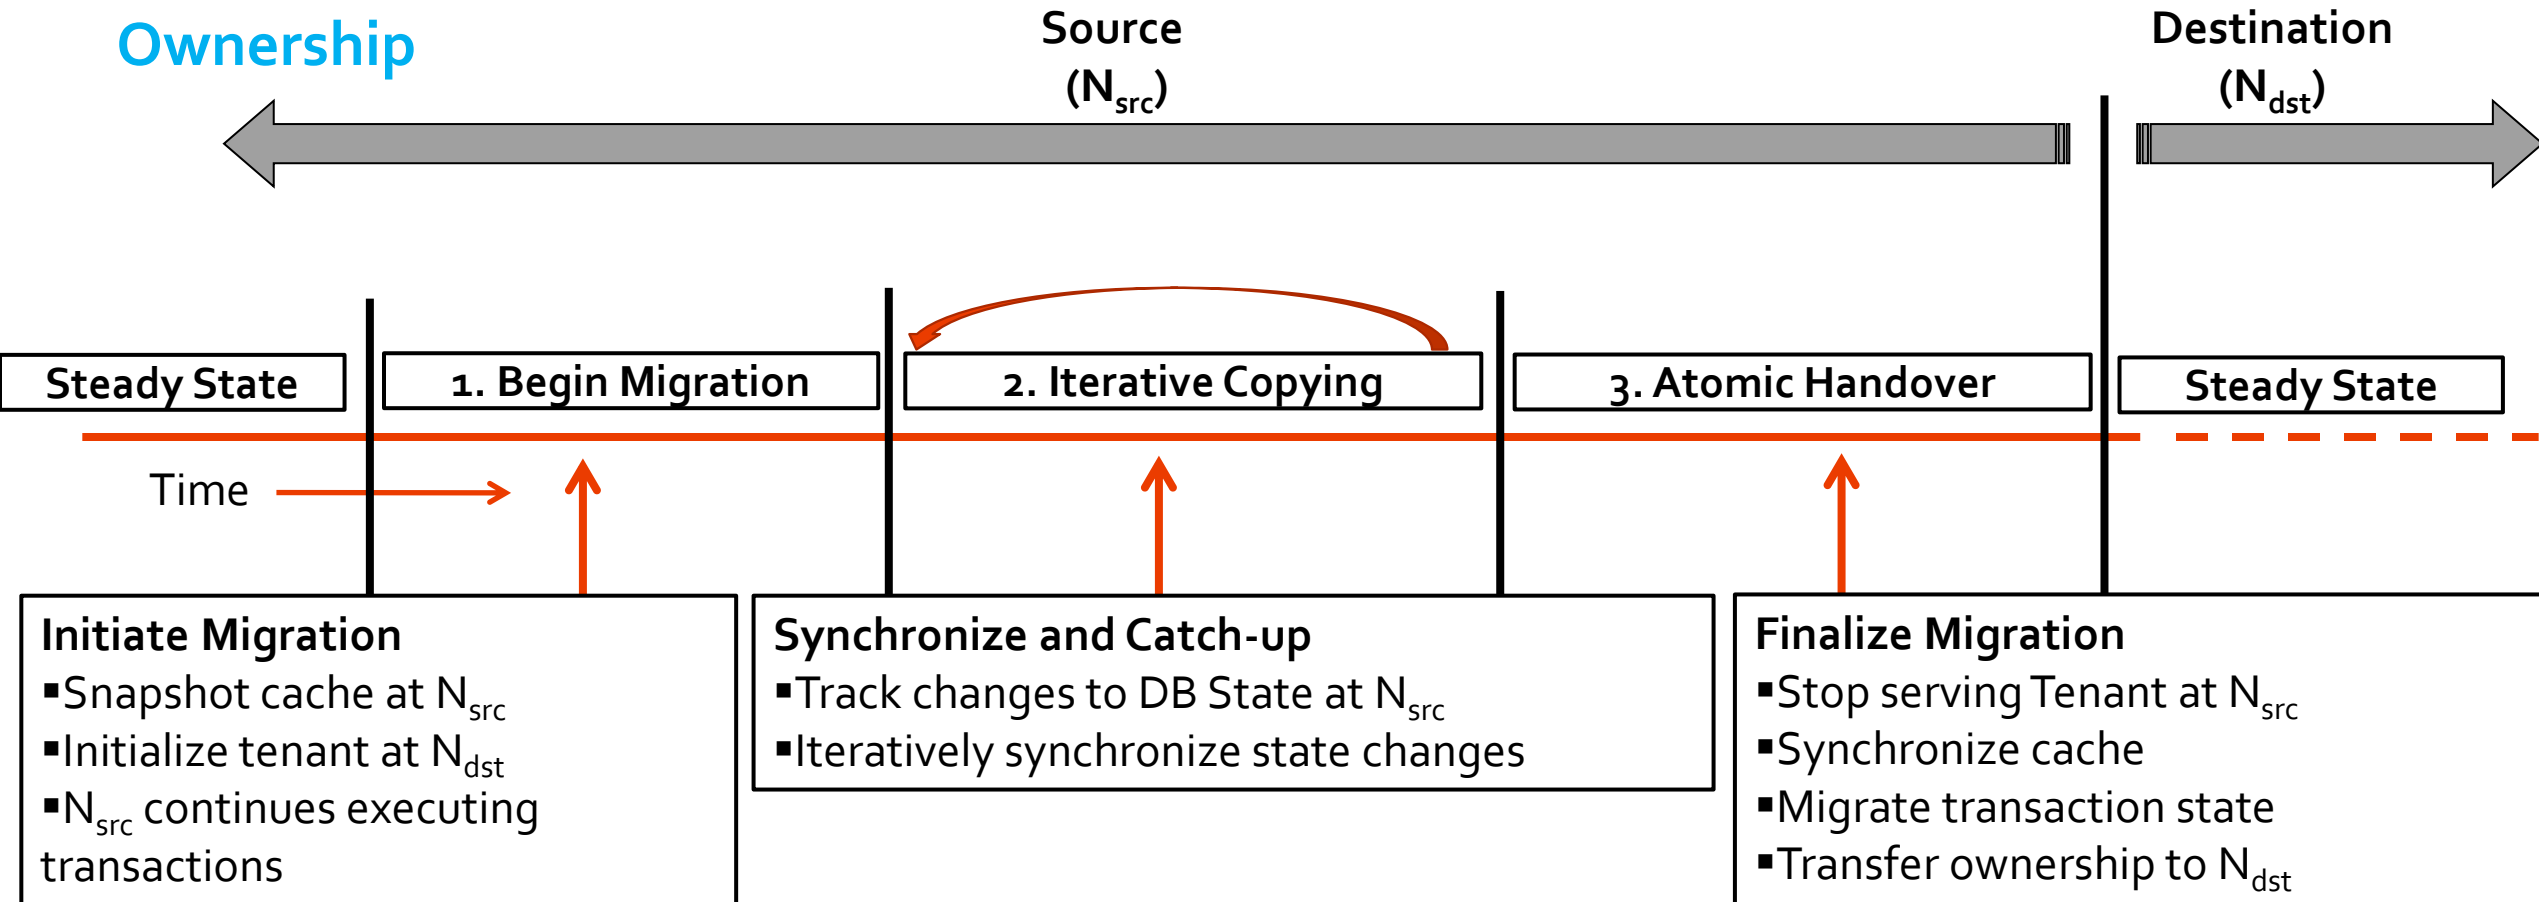 Ownership
Source
(Nsrc)
Destination
(Ndst)
Steady State
1. Begin Migration
2. Iterative Copying
3. Atomic Handover
Steady State
Time
Initiate Migration
▪Snapshot cache at Nsrc
▪Initialize tenant at Ndst
▪Nsrc continues executing
transactions
Synchronize and Catch-up
▪Track changes to DB State at Nsrc
▪Iteratively synchronize state changes
Finalize Migration
▪Stop serving Tenant at Nsrc
▪Synchronize cache
▪Migrate transaction state
▪Transfer ownership to Ndst